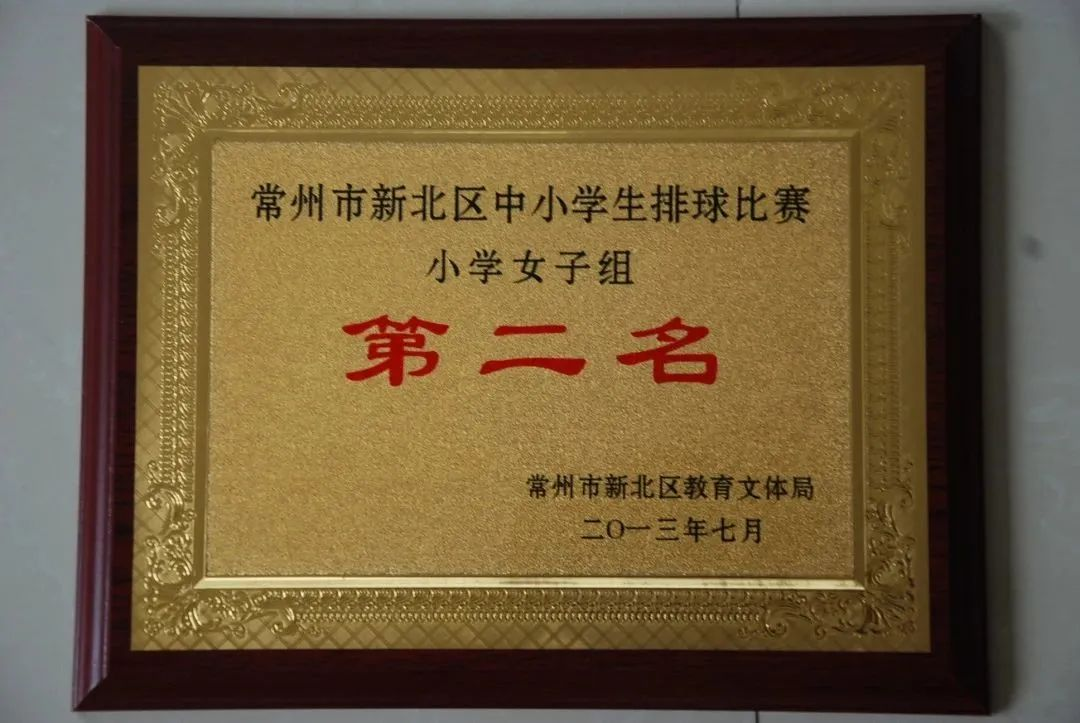 常州市新北区中小学生排球比赛
小学女子组
第二名
常州市新北区教育文体局
二〇一三年七月